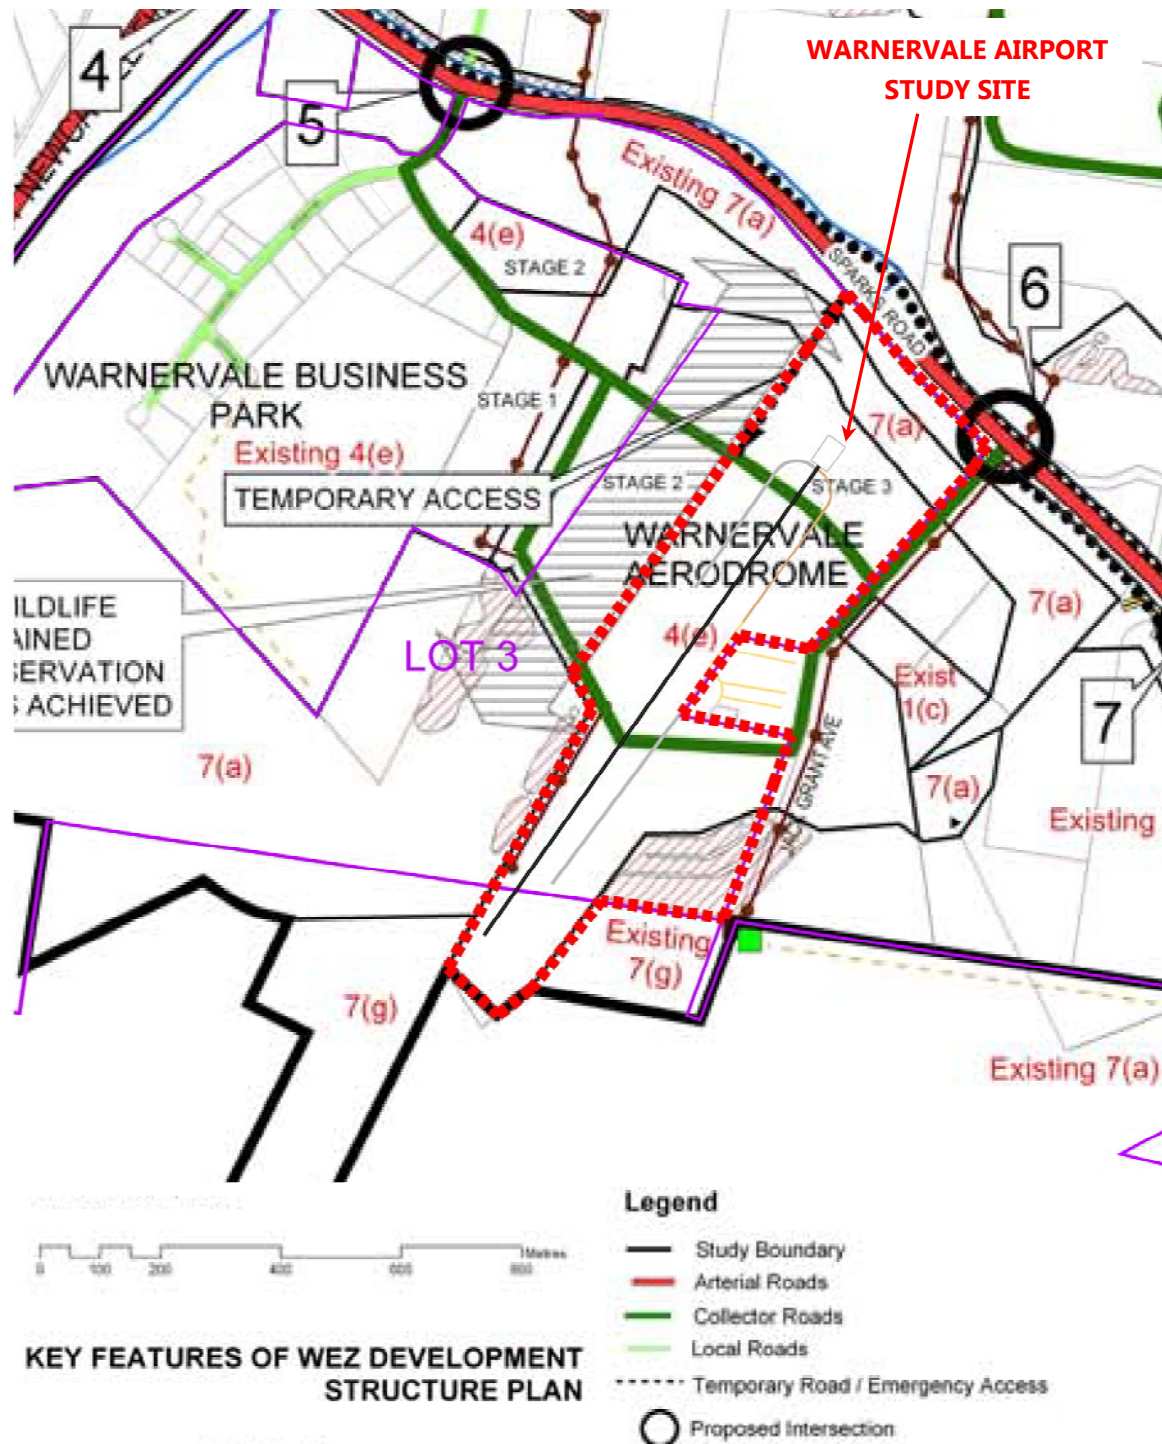 WARNERVALE AIRPORT
STUDY SITE
4
5
Existing 7(a)
4(e)
STAGE 2
SPARKS ROAD
6
WARNERVALE BUSINESS
PARK
STAGE 1
7(a)
Existing 4(e)
TEMPORARY ACCESS
STAGE 2
STAGE 3
WARNERVALE
AERODROME
ILDLIFE
AINED
SERVATION
S ACHIEVED
LOT 3
4(e)
7(a)
Exist
1(c)
7
7(a)
GRANT AVE
7(a)
Existing
Existing
7(g)
7(g)
Existing 7(a)
Metres
0 100 200 400 600 800
KEY FEATURES OF WEZ DEVELOPMENT
STRUCTURE PLAN
Legend
Study Boundary
Arterial Roads
Collector Roads
Local Roads
Temporary Road / Emergency Access
Proposed Intersection